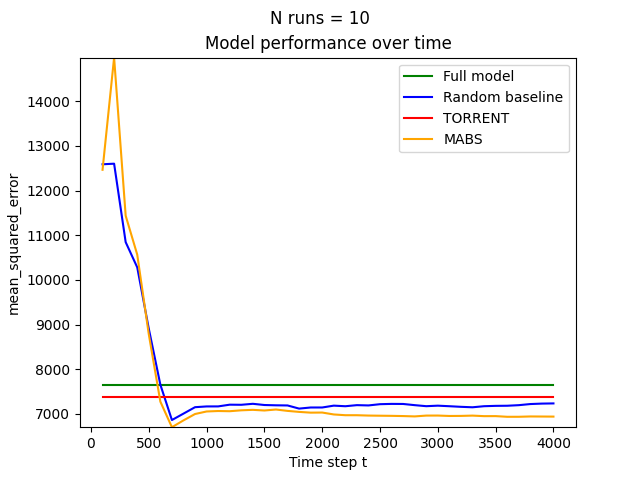 N runs = 10
Model performance over time
Full model
Random baseline
TORRENT
MABS
mean_squared_error
14000
13000
12000
11000
10000
9000
8000
7000
0 500 1000 1500 2000 2500 3000 3500 4000
Time step t